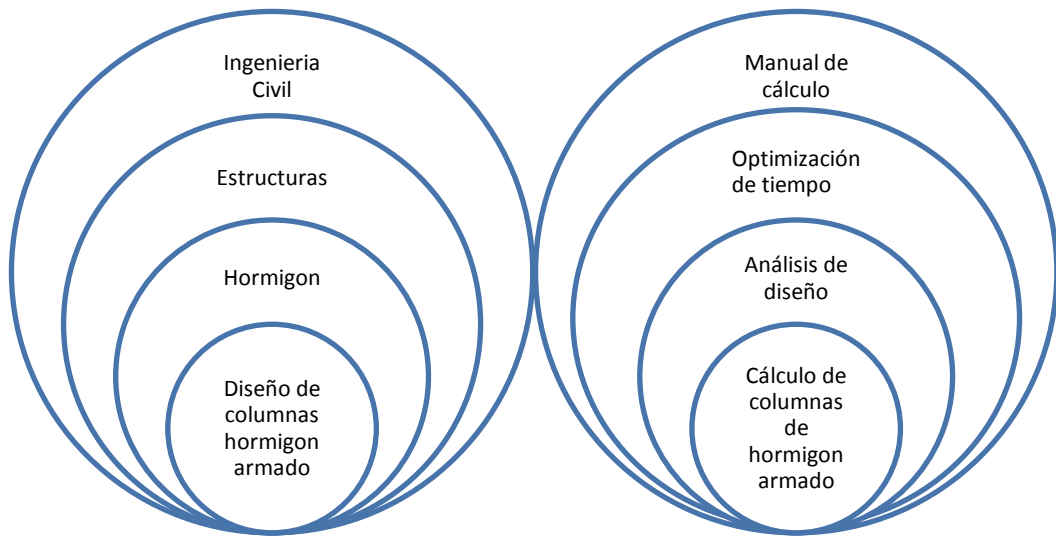 Ingenieria
Civil
Estructuras
Hormigon
Diseño de
columnas
hormigon
armado
Manual de
cálculo
Optimización
de tiempo
Análisis de
diseño
Cálculo de
columnas
de
hormigon
armado